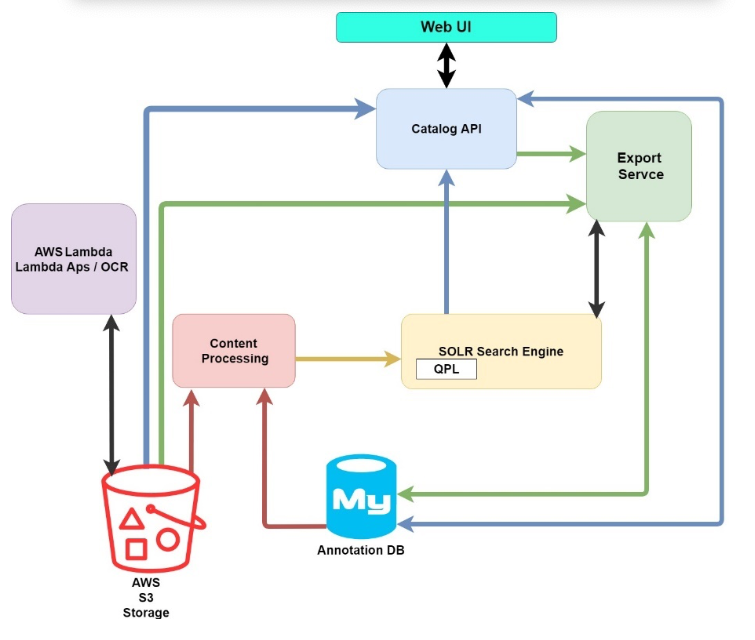 Web UI
Catalog API
Export
Servce
AWS Lambda
Lambda Aps / OCR
Content
Processing
SOLR Search Engine
QPL
My
Annotation DB
AWS
S3
Storage